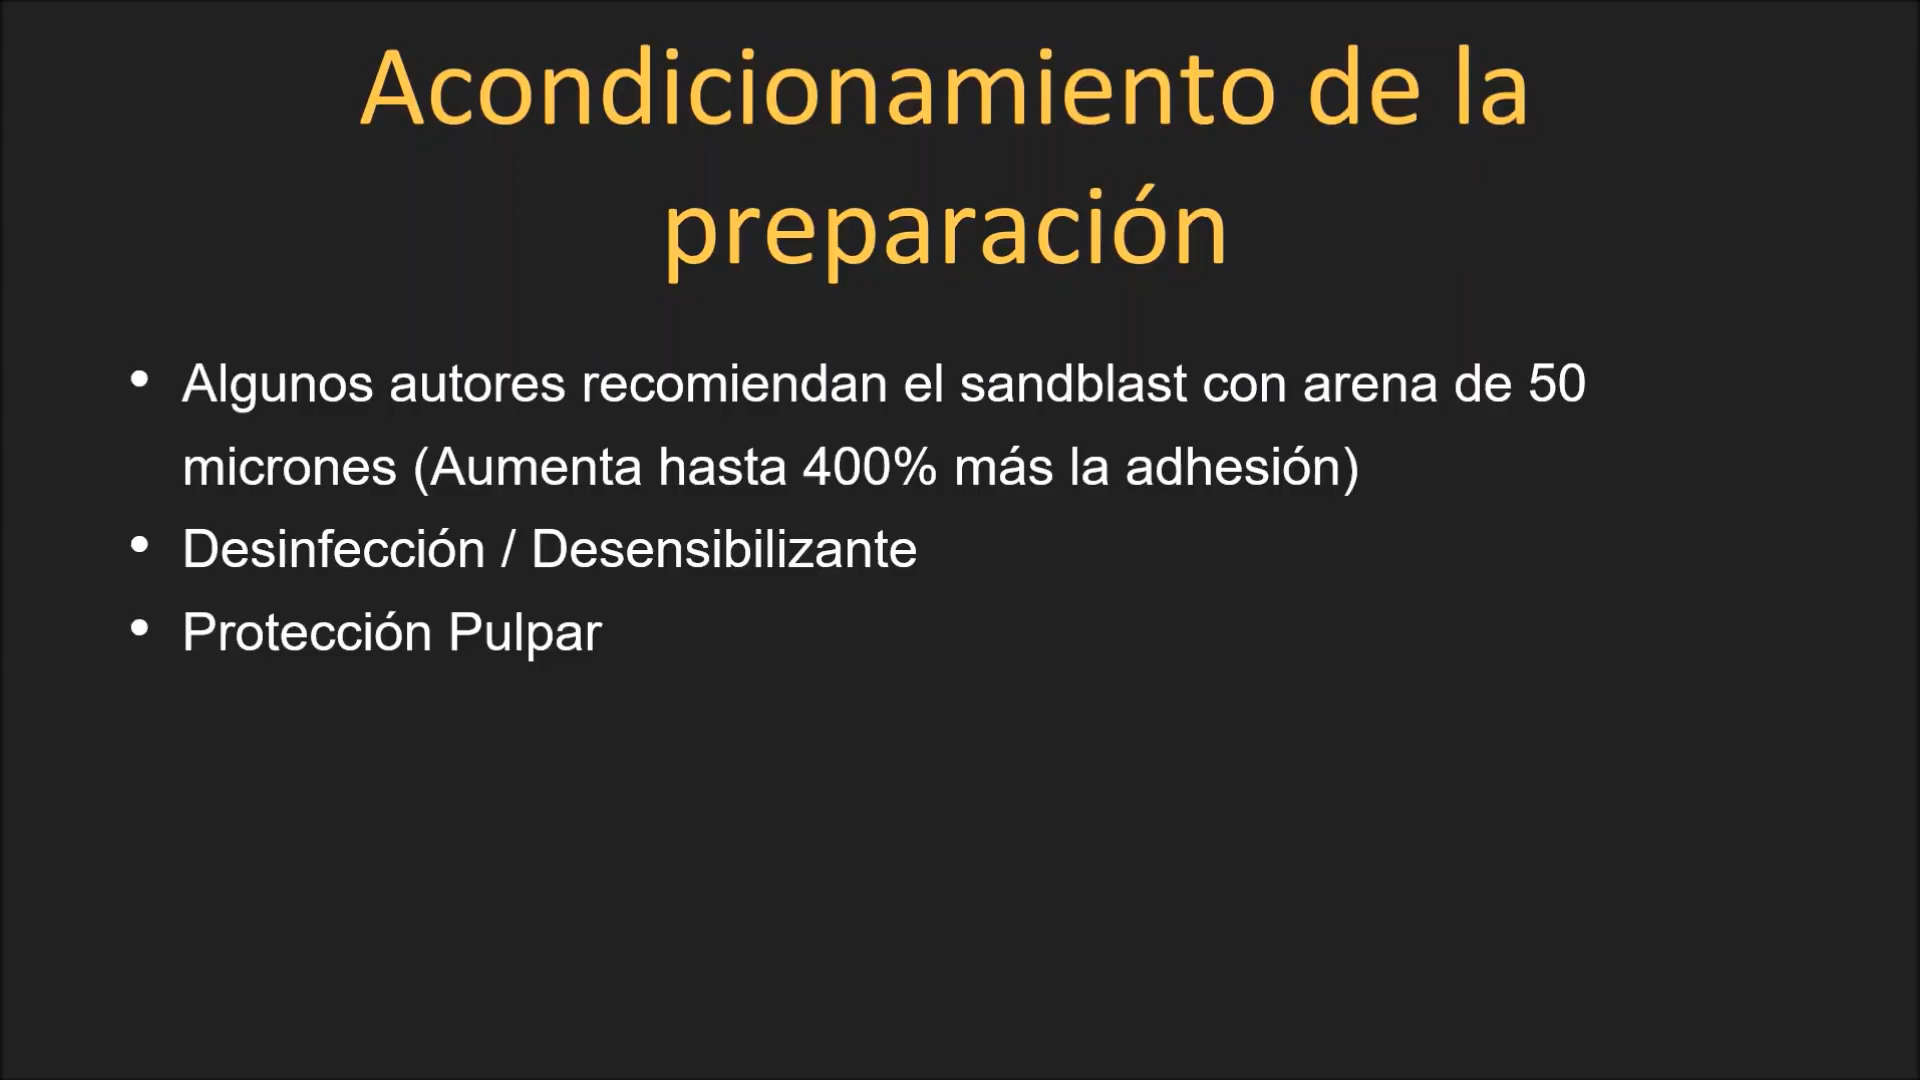 Acondicionamiento de la
preparación
• Algunos autores recomiendan el sandblast con arena de 50
micrones (Aumenta hasta 400% más la adhesión)
• Desinfección / Desensibilizante
• Protección Pulpar